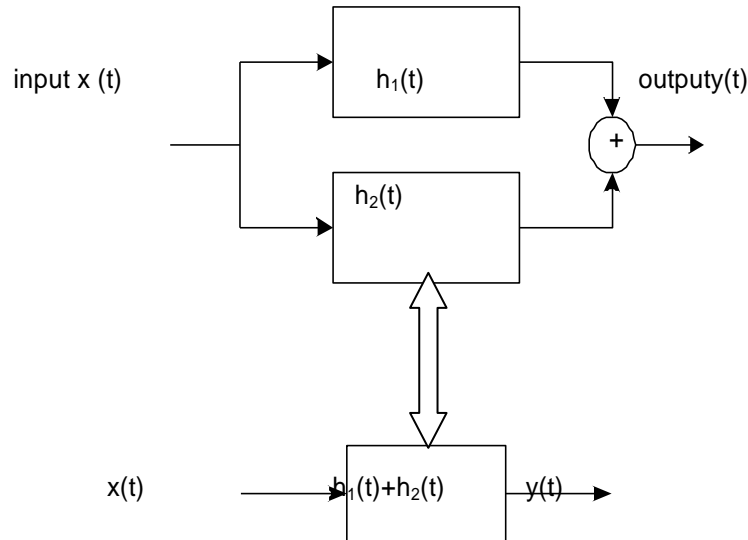 input x (t)
h₁(t)
outputy(t)
+
h₂(t)
x(t)
h₁(t)+h₂(t)
y(t)